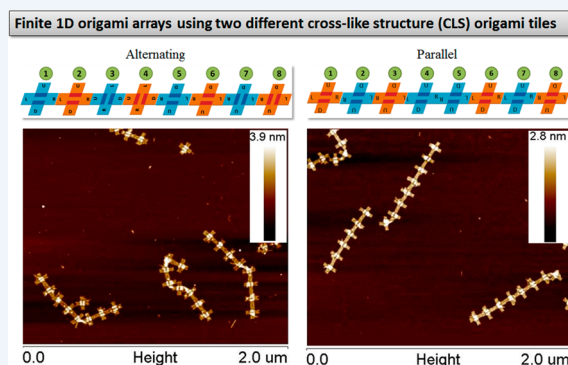 Finite 1D origami arrays using two different cross-like structure (CLS) origami tiles
Alternating
Parallel
1 2 3 4 5 6 7 8
1 2 3 4 5 6 7 8
3.9 nm
2.8 nm
0.0 Height 2.0 um
0.0 Height 2.0 um